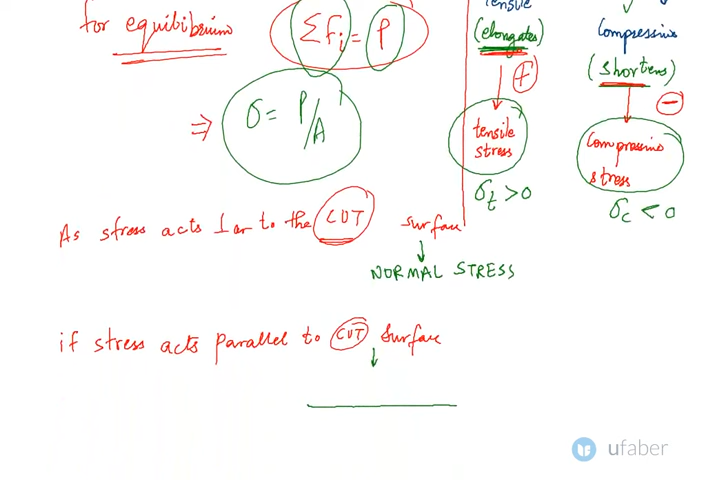 for equilibrium
ΣFi = P
⇒ σ = P/A
tensile
(elongates)
+
tensile
stress
σt > 0
Compressive
(shortens)
−
Compressive
stress
σc < 0
As stress acts ⊥ ar to the CUT surface
NORMAL STRESS
if stress acts parallel to CUT surface
ufaber